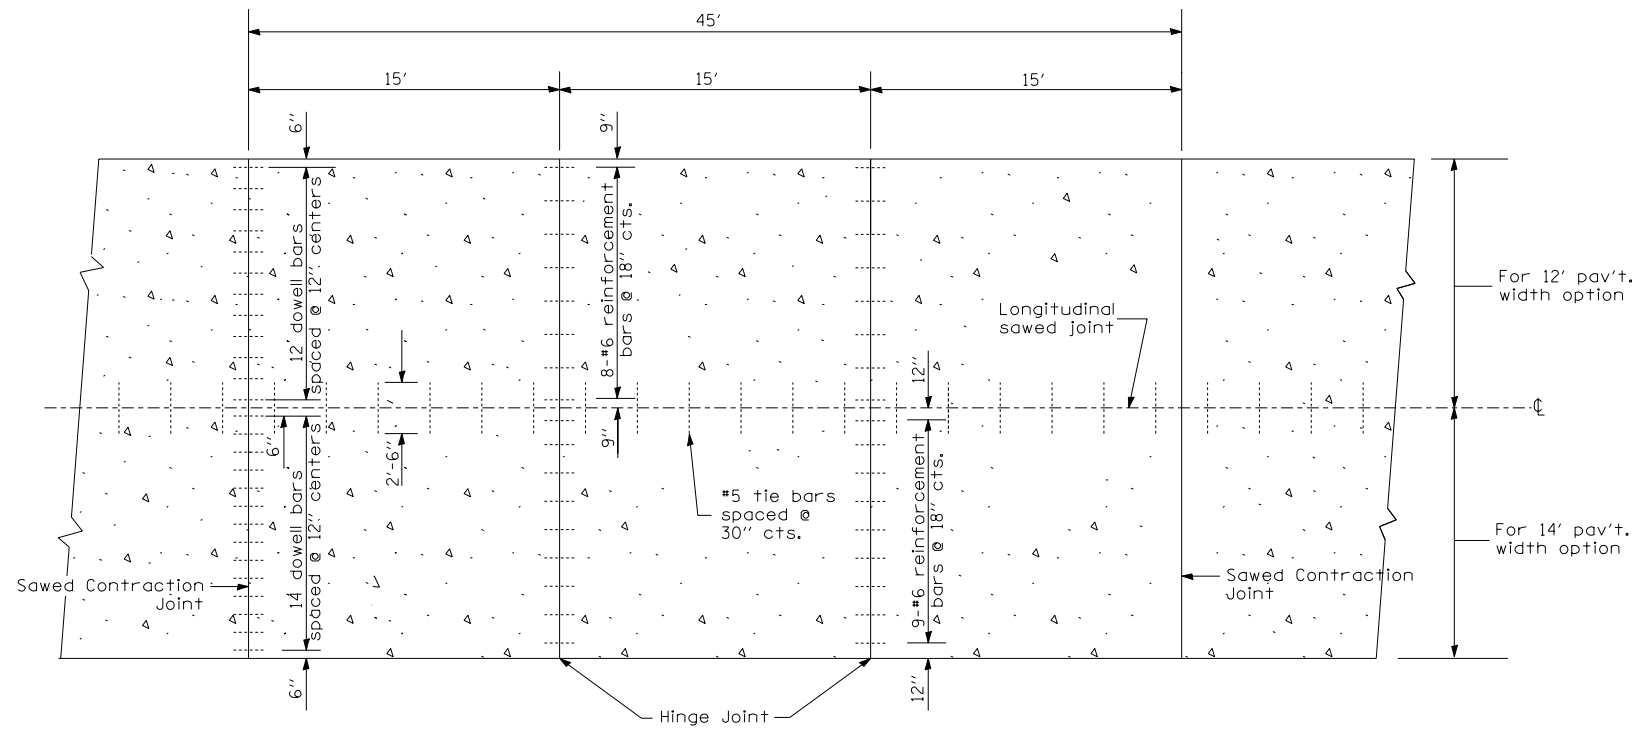 45'
15'
15'
15'
6"
9"
12 dowell bars
spaced @ 12" centers
8-#6 reinforcement
bars @ 18" cts.
For 12' pav't.
width option
Longitudinal
sawed joint
12"
℄
6"
2'-6"
9"
14 dowell bars
spaced @ 12" centers
#5 tie bars
spaced @
30" cts.
9-#6 reinforcement
bars @ 18" cts.
For 14' pav't.
width option
Sawed Contraction
Joint
Sawed Contraction
Joint
6"
12"
Hinge Joint